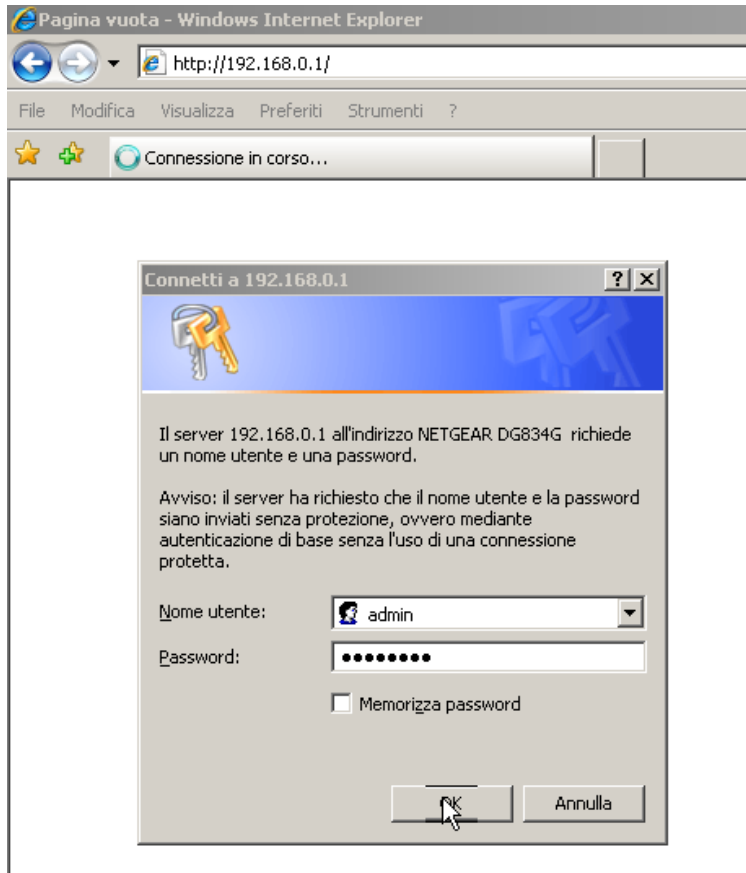 Pagina vuota - Windows Internet Explorer
http://192.168.0.1/
File Modifica Visualizza Preferiti Strumenti ?
Connessione in corso...
Connetti a 192.168.0.1
Il server 192.168.0.1 all'indirizzo NETGEAR DG834G richiede
un nome utente e una password.
Avviso: il server ha richiesto che il nome utente e la password
siano inviati senza protezione, ovvero mediante
autenticazione di base senza l'uso di una connessione
protetta.
Nome utente: admin
Password: ••••••••
Memorizza password
OK Annulla